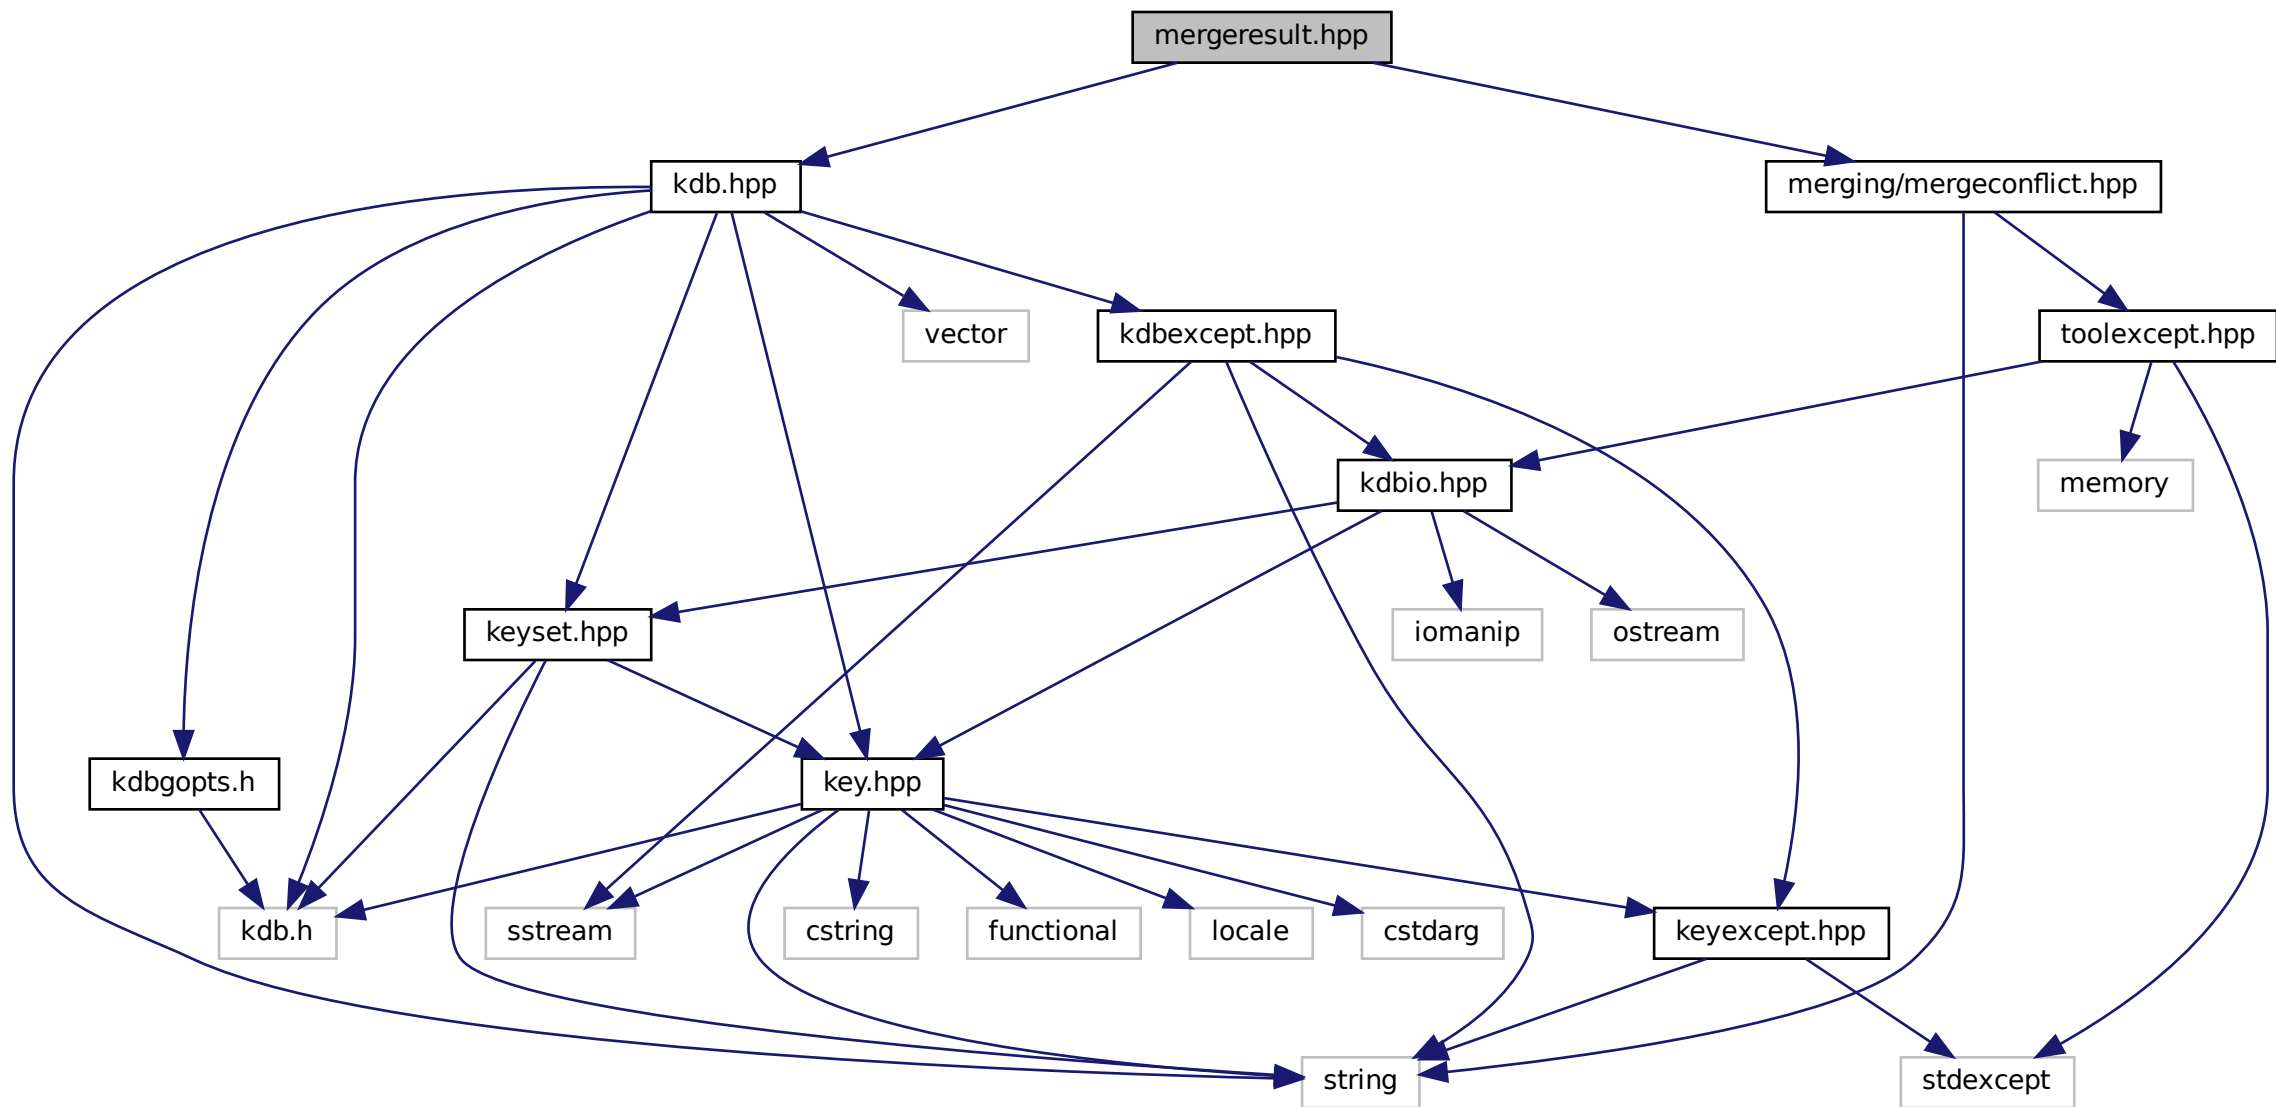 mergeresult.hpp
kdb.hpp
merging/mergeconflict.hpp
vector
kdbexcept.hpp
toolexcept.hpp
kdbio.hpp
memory
keyset.hpp
iomanip
ostream
kdbgopts.h
key.hpp
kdb.h
sstream
cstring
functional
locale
cstdarg
keyexcept.hpp
string
stdexcept